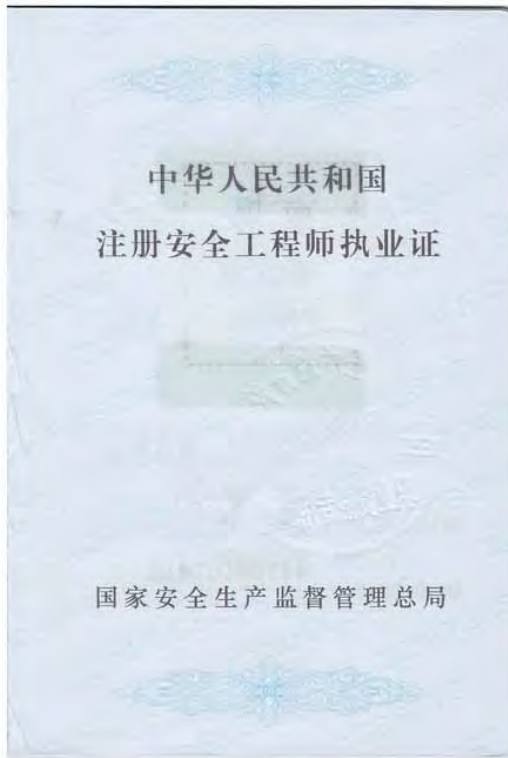 中华人民共和国
注册安全工程师执业证
国家安全生产监督管理总局